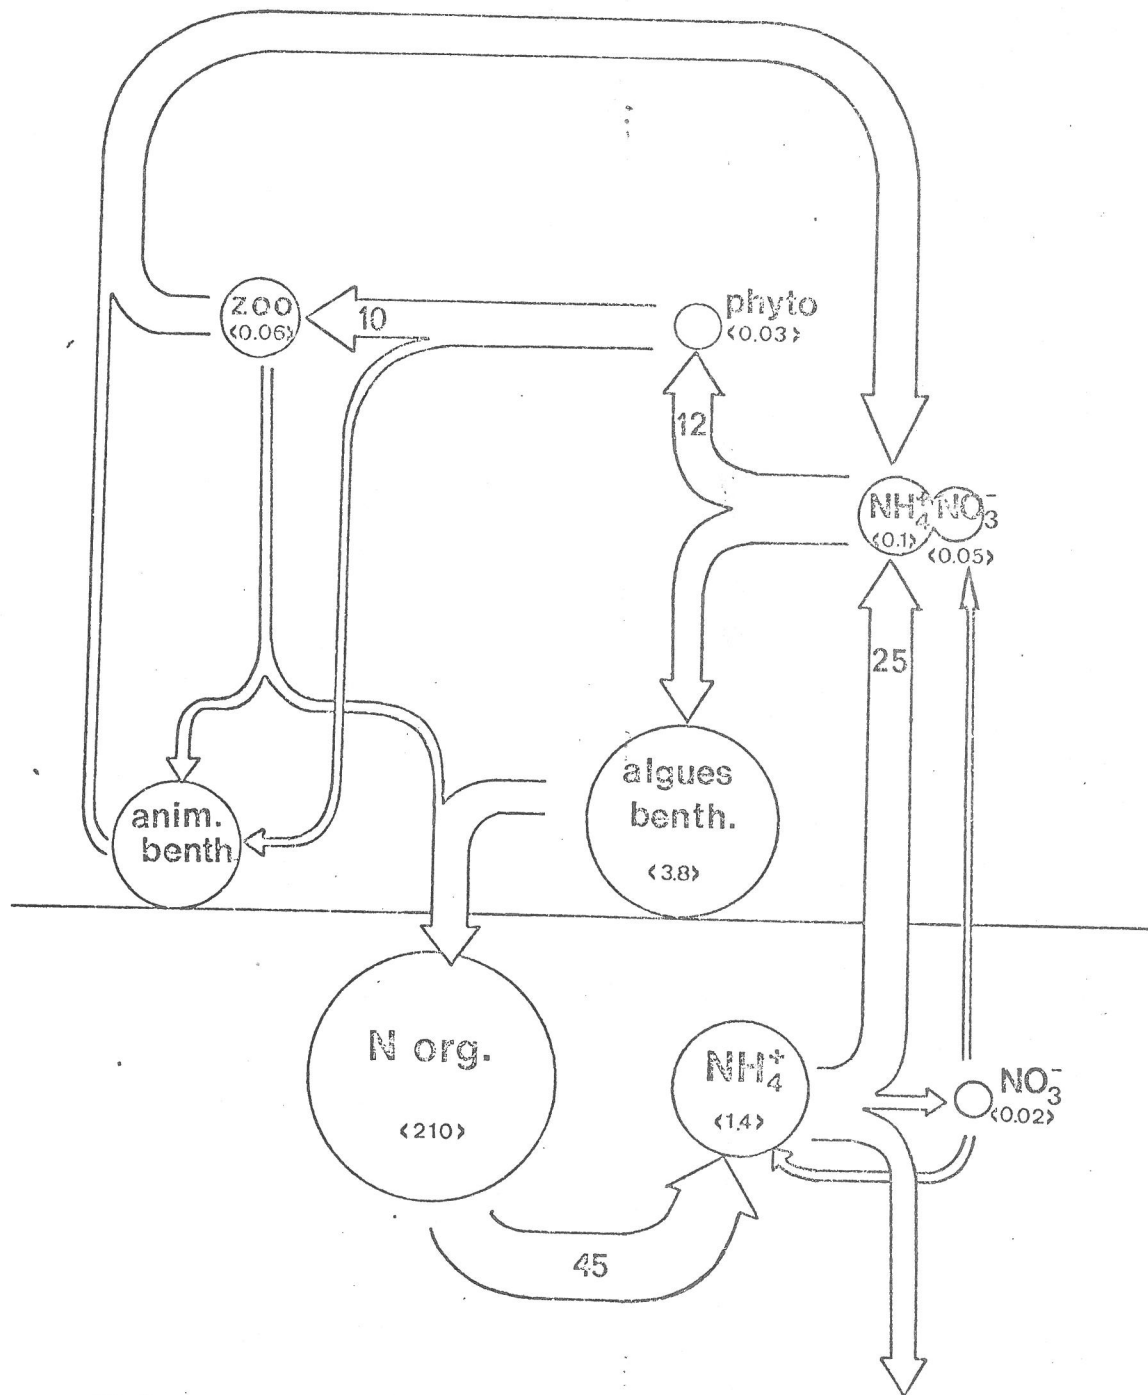 zoo
<0.06>
10
phyto
<0.03>
12
NH₄⁺ NO₃⁻
<0.1>
<0.05>
25
algues
benth.
<3.8>
anim.
benth
N org.
<210>
NH₄⁺
<1.4>
NO₃⁻
<0.02>
45